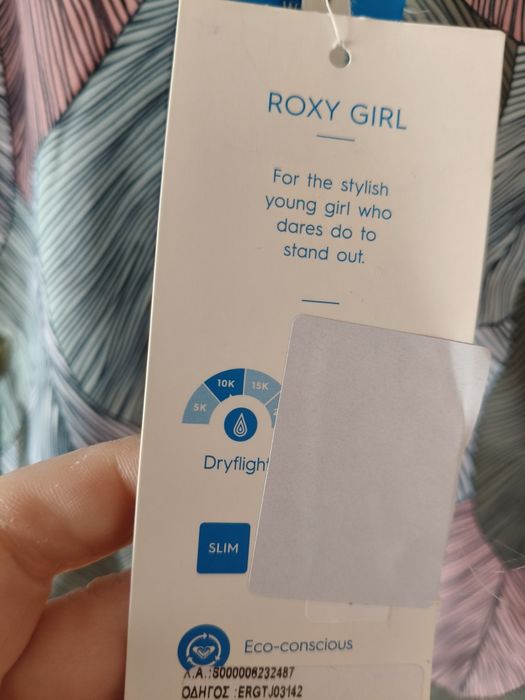 ROXY GIRL
For the stylish
young girl who
dares do to
stand out.
5K 10K 15K
Dryflight
SLIM
Eco-conscious
Λ.Α.:S000006232487
ΟΔΗΓΟΣ :ERGTJ03142